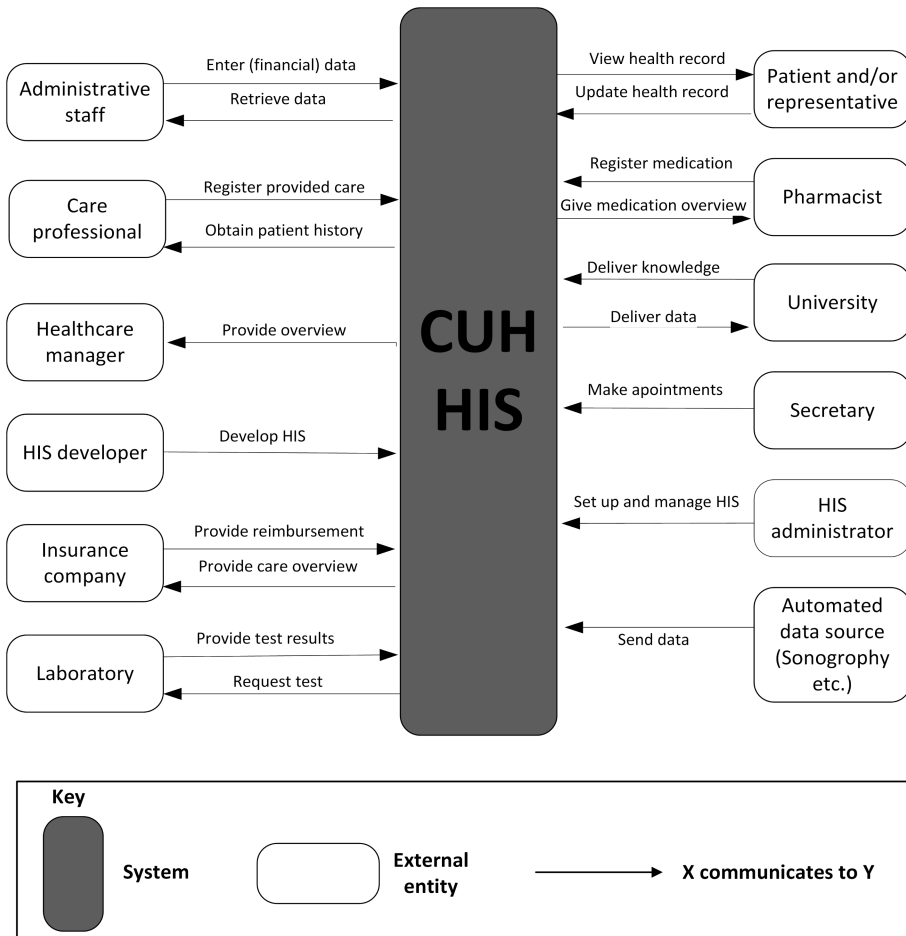 Enter (financial) data
Administrative
staff
Retrieve data
Register provided care
Care
professional
Obtain patient history
Healthcare
manager
Provide overview
Develop HIS
HIS developer
Provide reimbursement
Insurance
company
Provide care overview
Provide test results
Laboratory
Request test
CUH
HIS
View health record
Patient and/or
representative
Update health record
Register medication
Pharmacist
Give medication overview
Deliver knowledge
University
Deliver data
Make apointments
Secretary
Set up and manage HIS
HIS
administrator
Automated
data source
(Sonogrophy
etc.)
Send data
Key
System
External
entity
X communicates to Y